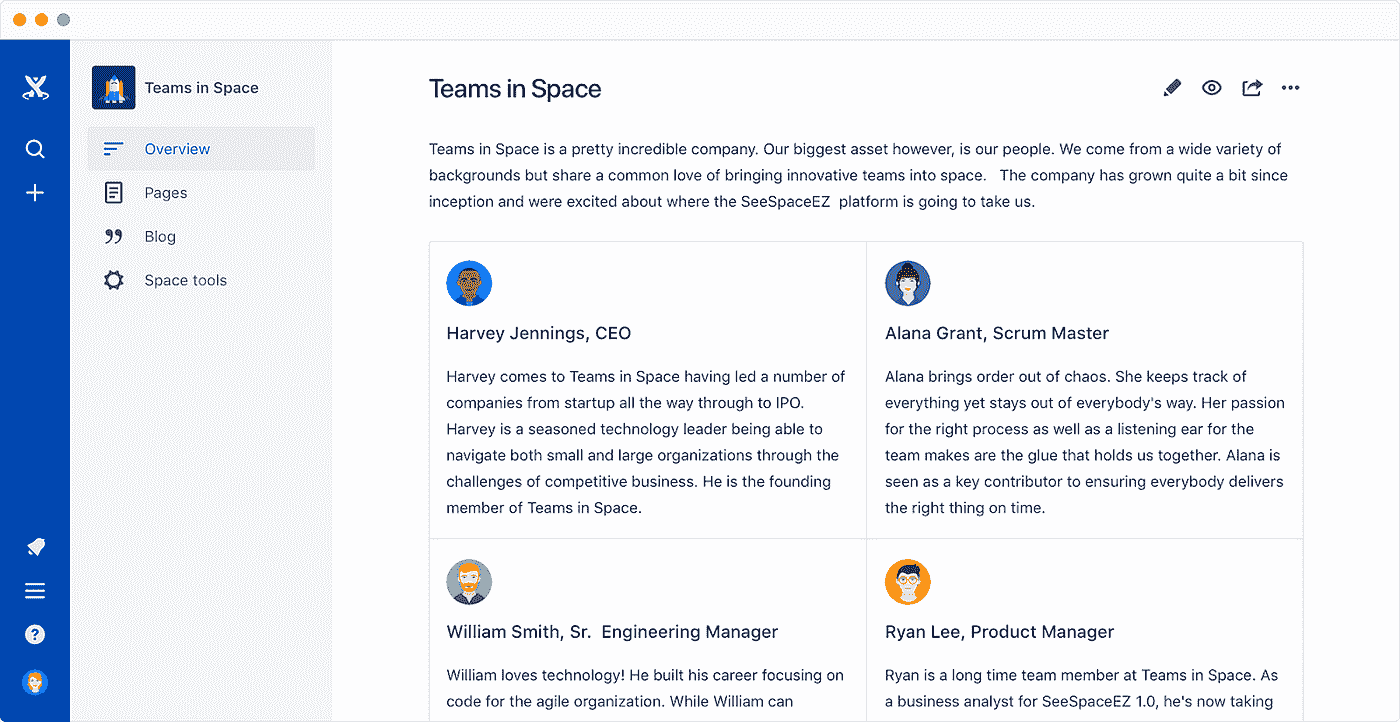 Teams in Space
Overview
Pages
Blog
Space tools
Teams in Space
Teams in Space is a pretty incredible company. Our biggest asset however, is our people. We come from a wide variety of
backgrounds but share a common love of bringing innovative teams into space. The company has grown quite a bit since
inception and were excited about where the SeeSpaceEZ platform is going to take us.
Harvey Jennings, CEO
Harvey comes to Teams in Space having led a number of
companies from startup all the way through to IPO.
Harvey is a seasoned technology leader being able to
navigate both small and large organizations through the
challenges of competitive business. He is the founding
member of Teams in Space.
Alana Grant, Scrum Master
Alana brings order out of chaos. She keeps track of
everything yet stays out of everybody's way. Her passion
for the right process as well as a listening ear for the
team makes are the glue that holds us together. Alana is
seen as a key contributor to ensuring everybody delivers
the right thing on time.
William Smith, Sr. Engineering Manager
William loves technology! He built his career focusing on
code for the agile organization. While William can
Ryan Lee, Product Manager
Ryan is a long time team member at Teams in Space. As
a business analyst for SeeSpaceEZ 1.0, he's now taking